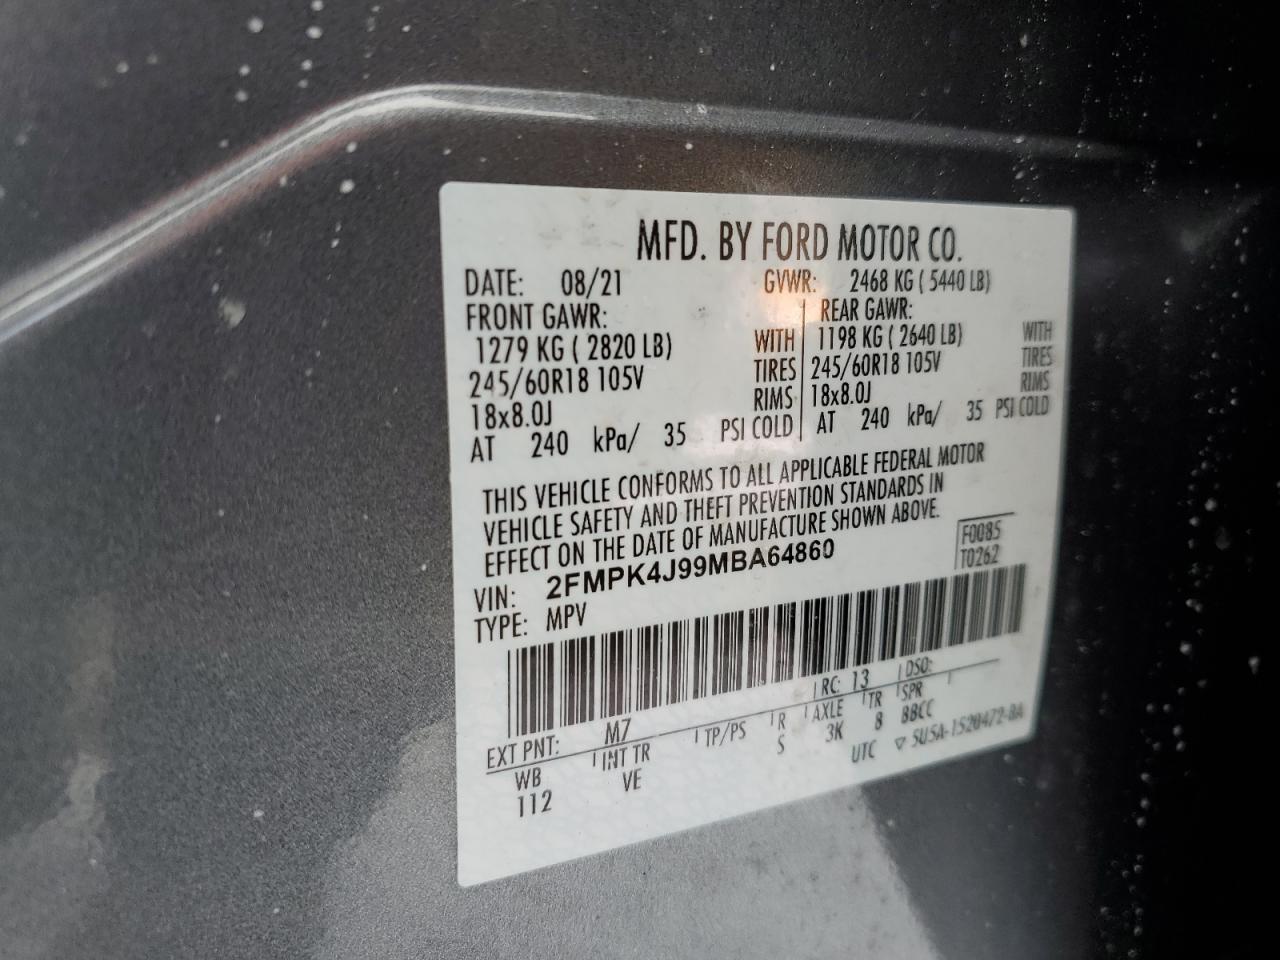 MFD. BY FORD MOTOR CO.
DATE: 08/21 GVWR: 2468 KG ( 5440 LB)
FRONT GAWR: REAR GAWR:
1279 KG ( 2820 LB) WITH 1198 KG ( 2640 LB) WITH
245/60R18 105V TIRES 245/60R18 105V TIRES
18x8.0J RIMS 18x8.0J RIMS
AT 240 kPa/ 35 PSI COLD AT 240 kPa/ 35 PSI COLD
THIS VEHICLE CONFORMS TO ALL APPLICABLE FEDERAL MOTOR
VEHICLE SAFETY AND THEFT PREVENTION STANDARDS IN
EFFECT ON THE DATE OF MANUFACTURE SHOWN ABOVE.
VIN: 2FMPK4J99MBA64860 F0085
TYPE: MPV T0262
EXT PNT: M7 RC: 13 DSO:
WB INT TR TP/PS R AXLE TR SPR
112 VE S 3K 8 BBCC
UTC ▽ 5U5A-1520472-BA